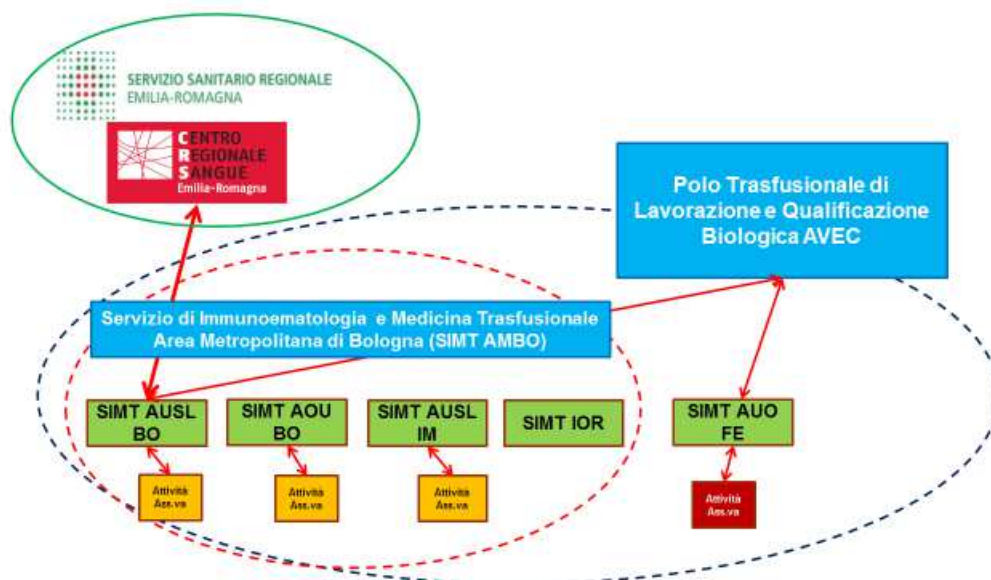 SERVIZIO SANITARIO REGIONALE
EMILIA-ROMAGNA
CENTRO
REGIONALE
SANGUE
Emilia-Romagna
Polo Trasfusionale di
Lavorazione e Qualificazione
Biologica AVEC
Servizio di Immunoematologia e Medicina Trasfusionale
Area Metropolitana di Bologna (SIMT AMBO)
SIMT AUSL
BO
SIMT AOU
BO
SIMT AUSL
IM
SIMT IOR
SIMT AUO
FE
Attività
Ass.va
Attività
Ass.va
Attività
Ass.va
Attività
Ass.va